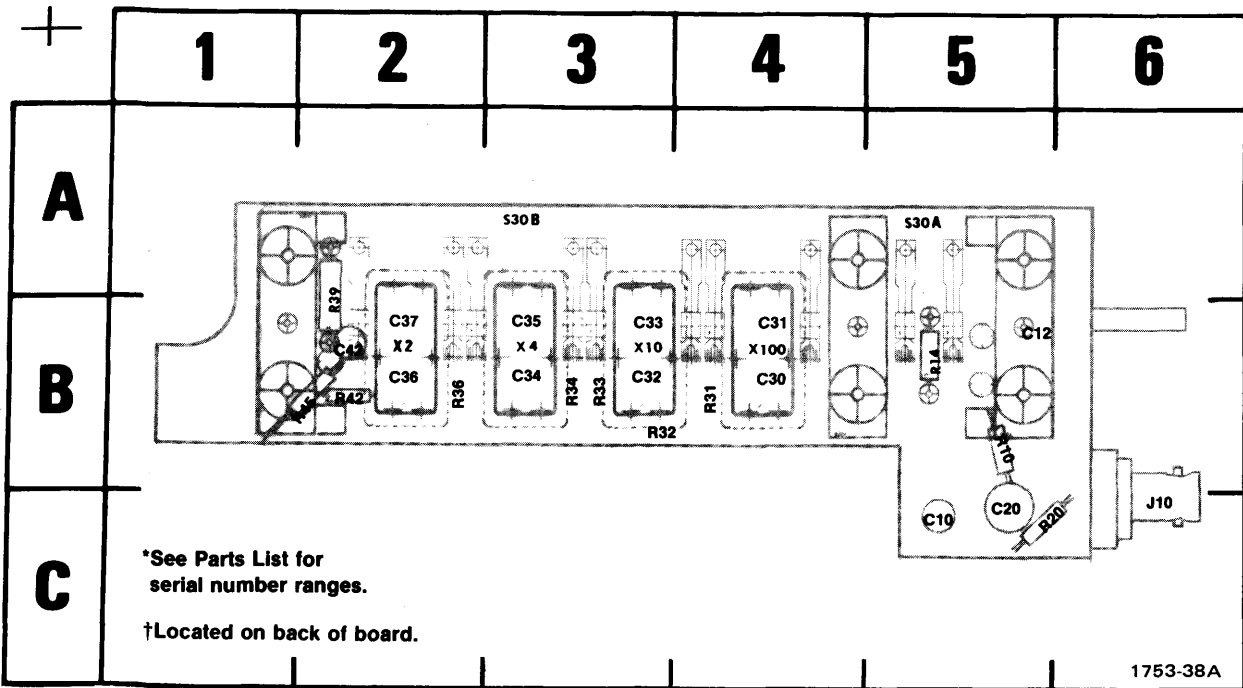 1 2 3 4 5 6
A
S30B S30A
R39
B
C37 C35 C33 C31 C12
C42 X2 X4 X10 X100 R14
C36 C34 C32 C30
R42 R36 R34 R33 R31
R32
R10
C
C10 C20 R20 J10
*See Parts List for
serial number ranges.
†Located on back of board.
1753-38A